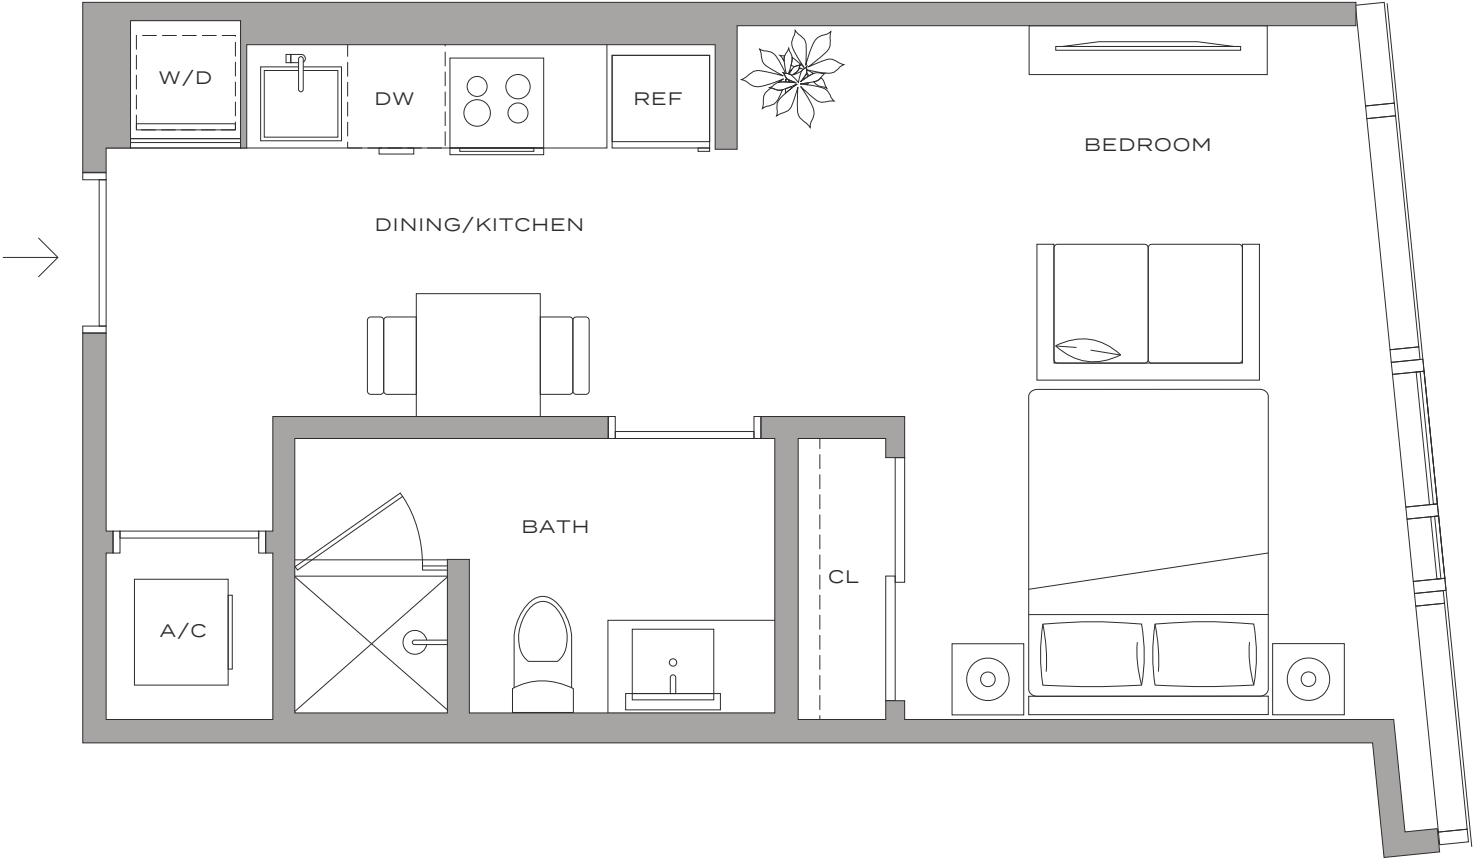 W/D
DW
REF
BEDROOM
DINING/KITCHEN
BATH
CL
A/C